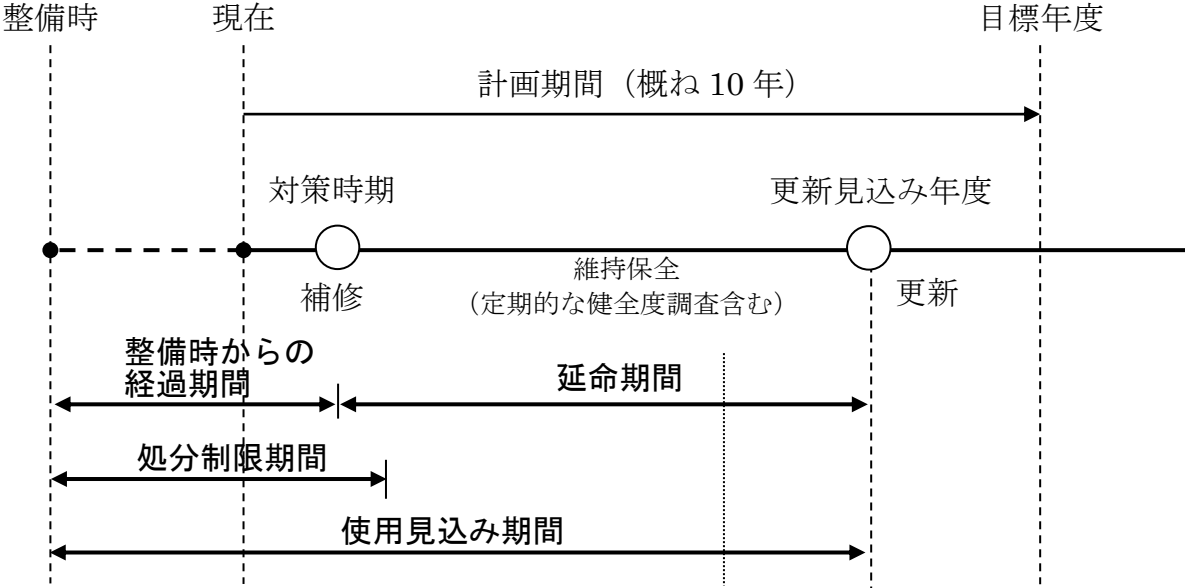 整備時
現在
目標年度
計画期間（概ね 10 年）
対策時期
更新見込み年度
補修
維持保全
（定期的な健全度調査含む）
更新
整備時からの
経過期間
延命期間
処分制限期間
使用見込み期間